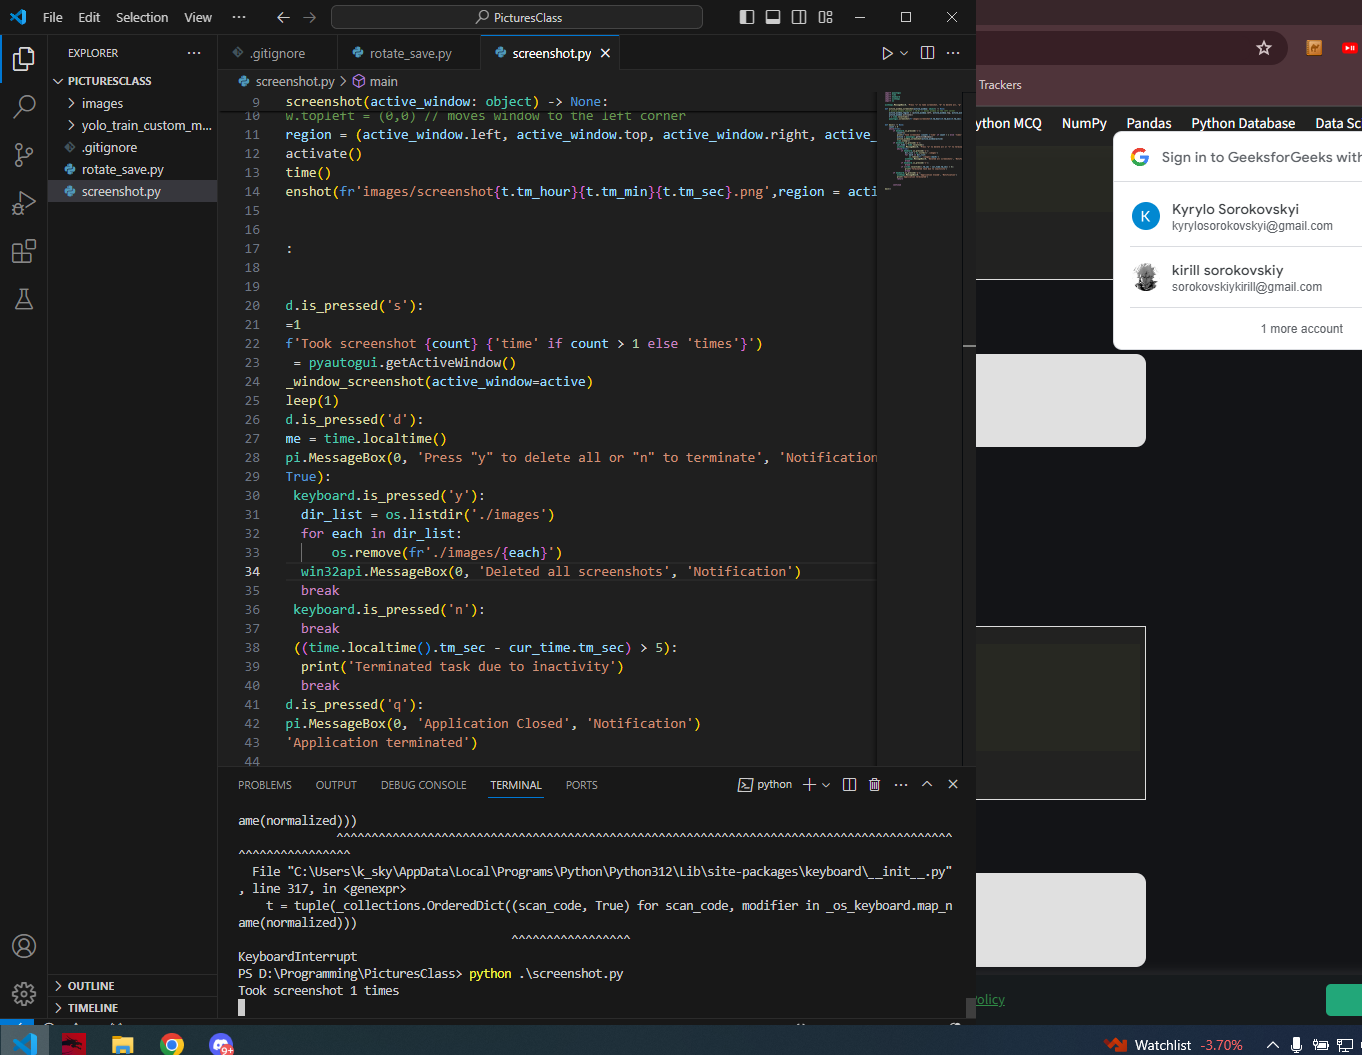 File Edit Selection View ··· PicturesClass
EXPLORER ···
PICTURESCLASS
images
yolo_train_custom_m...
.gitignore
rotate_save.py
screenshot.py
OUTLINE
TIMELINE
.gitignore rotate_save.py screenshot.py
screenshot.py > main
9 screenshot(active_window: object) -> None:
10 w.topleft = (0,0) // moves window to the left corner
11 region = (active_window.left, active_window.top, active_window.right, active_
12 activate()
13 time()
14 enshot(fr'images/screenshot{t.tm_hour}{t.tm_min}{t.tm_sec}.png',region = acti
15
16
17 :
18
19
20 d.is_pressed('s'):
21 =1
22 f'Took screenshot {count} {'time' if count > 1 else 'times'}')
23 = pyautogui.getActiveWindow()
24 _window_screenshot(active_window=active)
25 leep(1)
26 d.is_pressed('d'):
27 me = time.localtime()
28 pi.MessageBox(0, 'Press "y" to delete all or "n" to terminate', 'Notification
29 True):
30 keyboard.is_pressed('y'):
31 dir_list = os.listdir('./images')
32 for each in dir_list:
33 os.remove(fr'./images/{each}')
34 win32api.MessageBox(0, 'Deleted all screenshots', 'Notification')
35 break
36 keyboard.is_pressed('n'):
37 break
38 ((time.localtime().tm_sec - cur_time.tm_sec) > 5):
39 print('Terminated task due to inactivity')
40 break
41 d.is_pressed('q'):
42 pi.MessageBox(0, 'Application Closed', 'Notification')
43 'Application terminated')
44
PROBLEMS OUTPUT DEBUG CONSOLE TERMINAL PORTS python
ame(normalized)))
^^^^^^^^^^^^^^^^^^^^^^^^^^^^^^^^^^^^^^^^^^^^^^^^^^^^^^^^^^^^^^^^^^^^^^^^^^^^^^^^^^^^^^^
^^^^^^^^^^^^^^^^
File "C:\Users\k_sky\AppData\Local\Programs\Python\Python312\Lib\site-packages\keyboard\__init__.py"
, line 317, in <genexpr>
t = tuple(_collections.OrderedDict((scan_code, True) for scan_code, modifier in _os_keyboard.map_n
ame(normalized)))
^^^^^^^^^^^^^^^^^
KeyboardInterrupt
PS D:\Programming\PicturesClass> python .\screenshot.py
Took screenshot 1 times
Trackers
ython MCQ NumPy Pandas Python Database Data Sc
Sign in to GeeksforGeeks with
K
Kyrylo Sorokovskyi
kyrylosorokovskyi@gmail.com
kirill sorokovskiy
sorokovskiykirill@gmail.com
1 more account
olicy
9+
Watchlist -3.70%